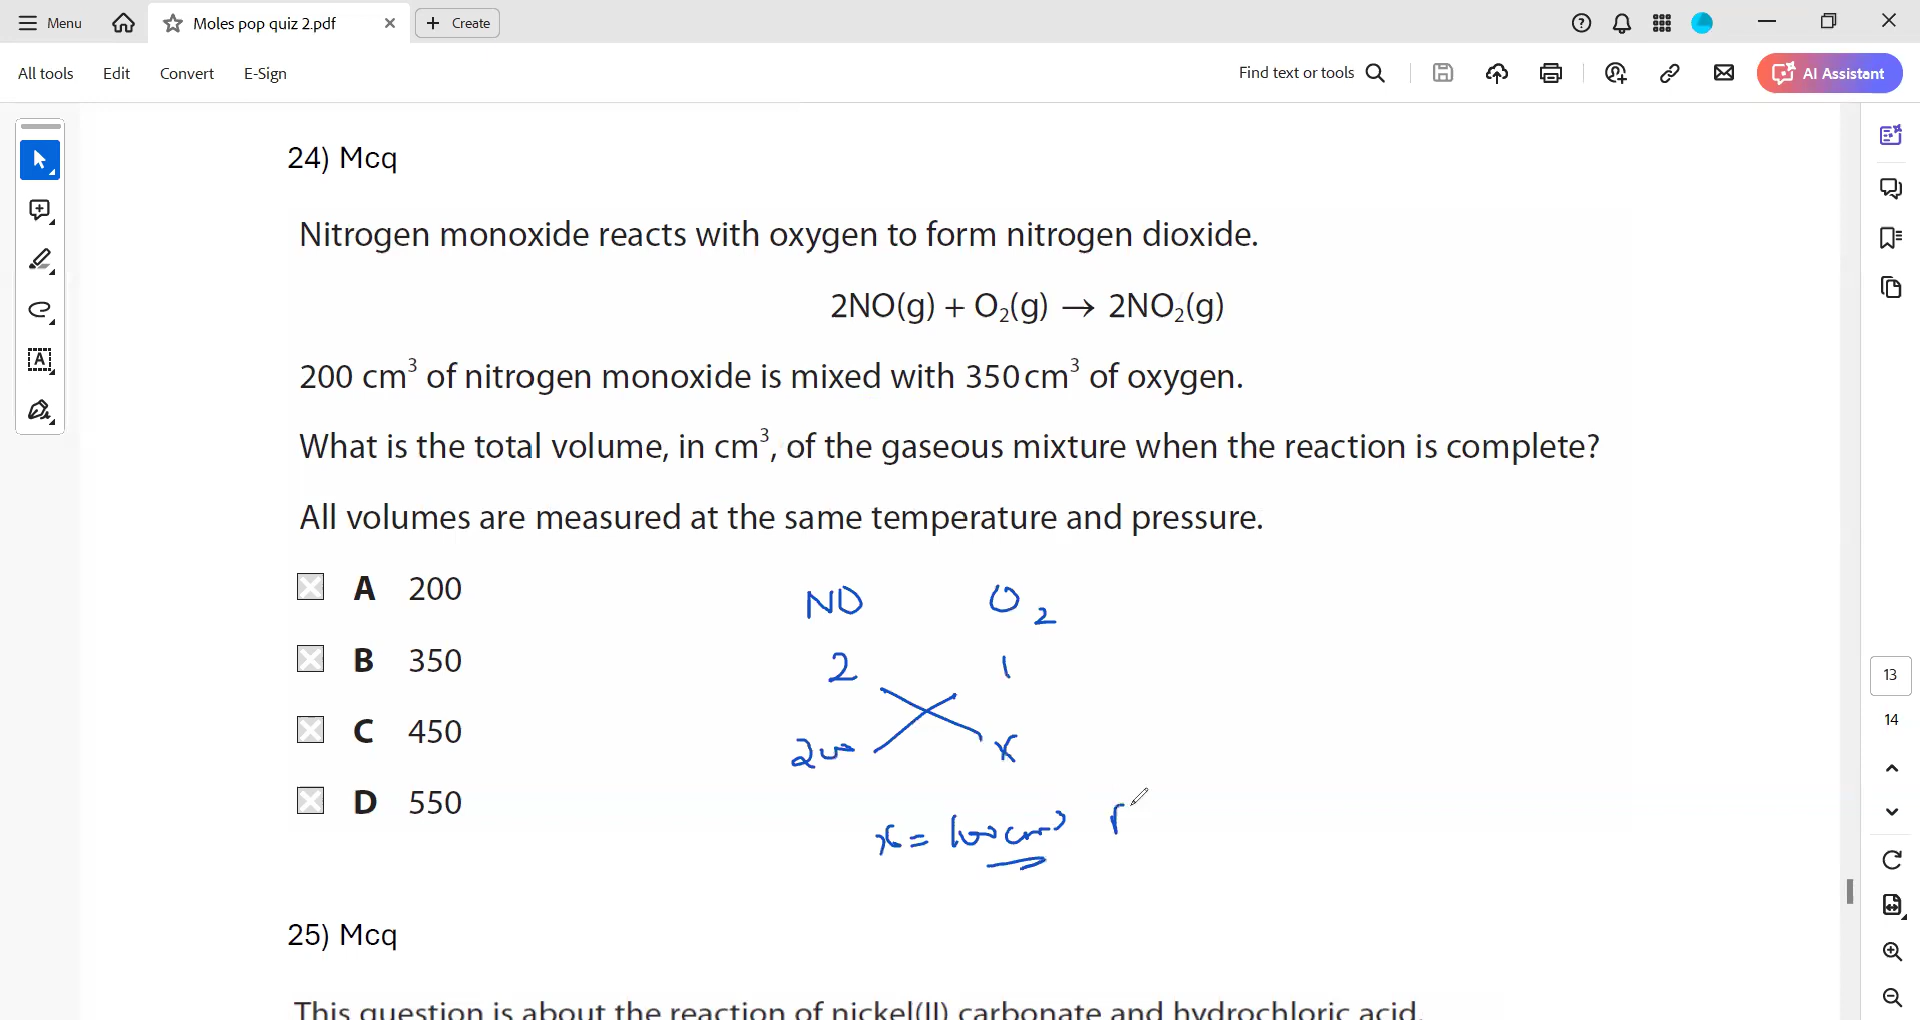 Menu
Moles pop quiz 2.pdf
Create
All tools
Edit
Convert
E-Sign
Find text or tools
AI Assistant
24) Mcq
Nitrogen monoxide reacts with oxygen to form nitrogen dioxide.
2NO(g) + O₂(g) → 2NO₂(g)
200 cm³ of nitrogen monoxide is mixed with 350 cm³ of oxygen.
What is the total volume, in cm³, of the gaseous mixture when the reaction is complete?
All volumes are measured at the same temperature and pressure.
A 200
B 350
C 450
D 550
NO O₂
2 1
200 x
x = 100 cm³ r
13
14
25) Mcq
This question is about the reaction of nickel(II) carbonate and hydrochloric acid.